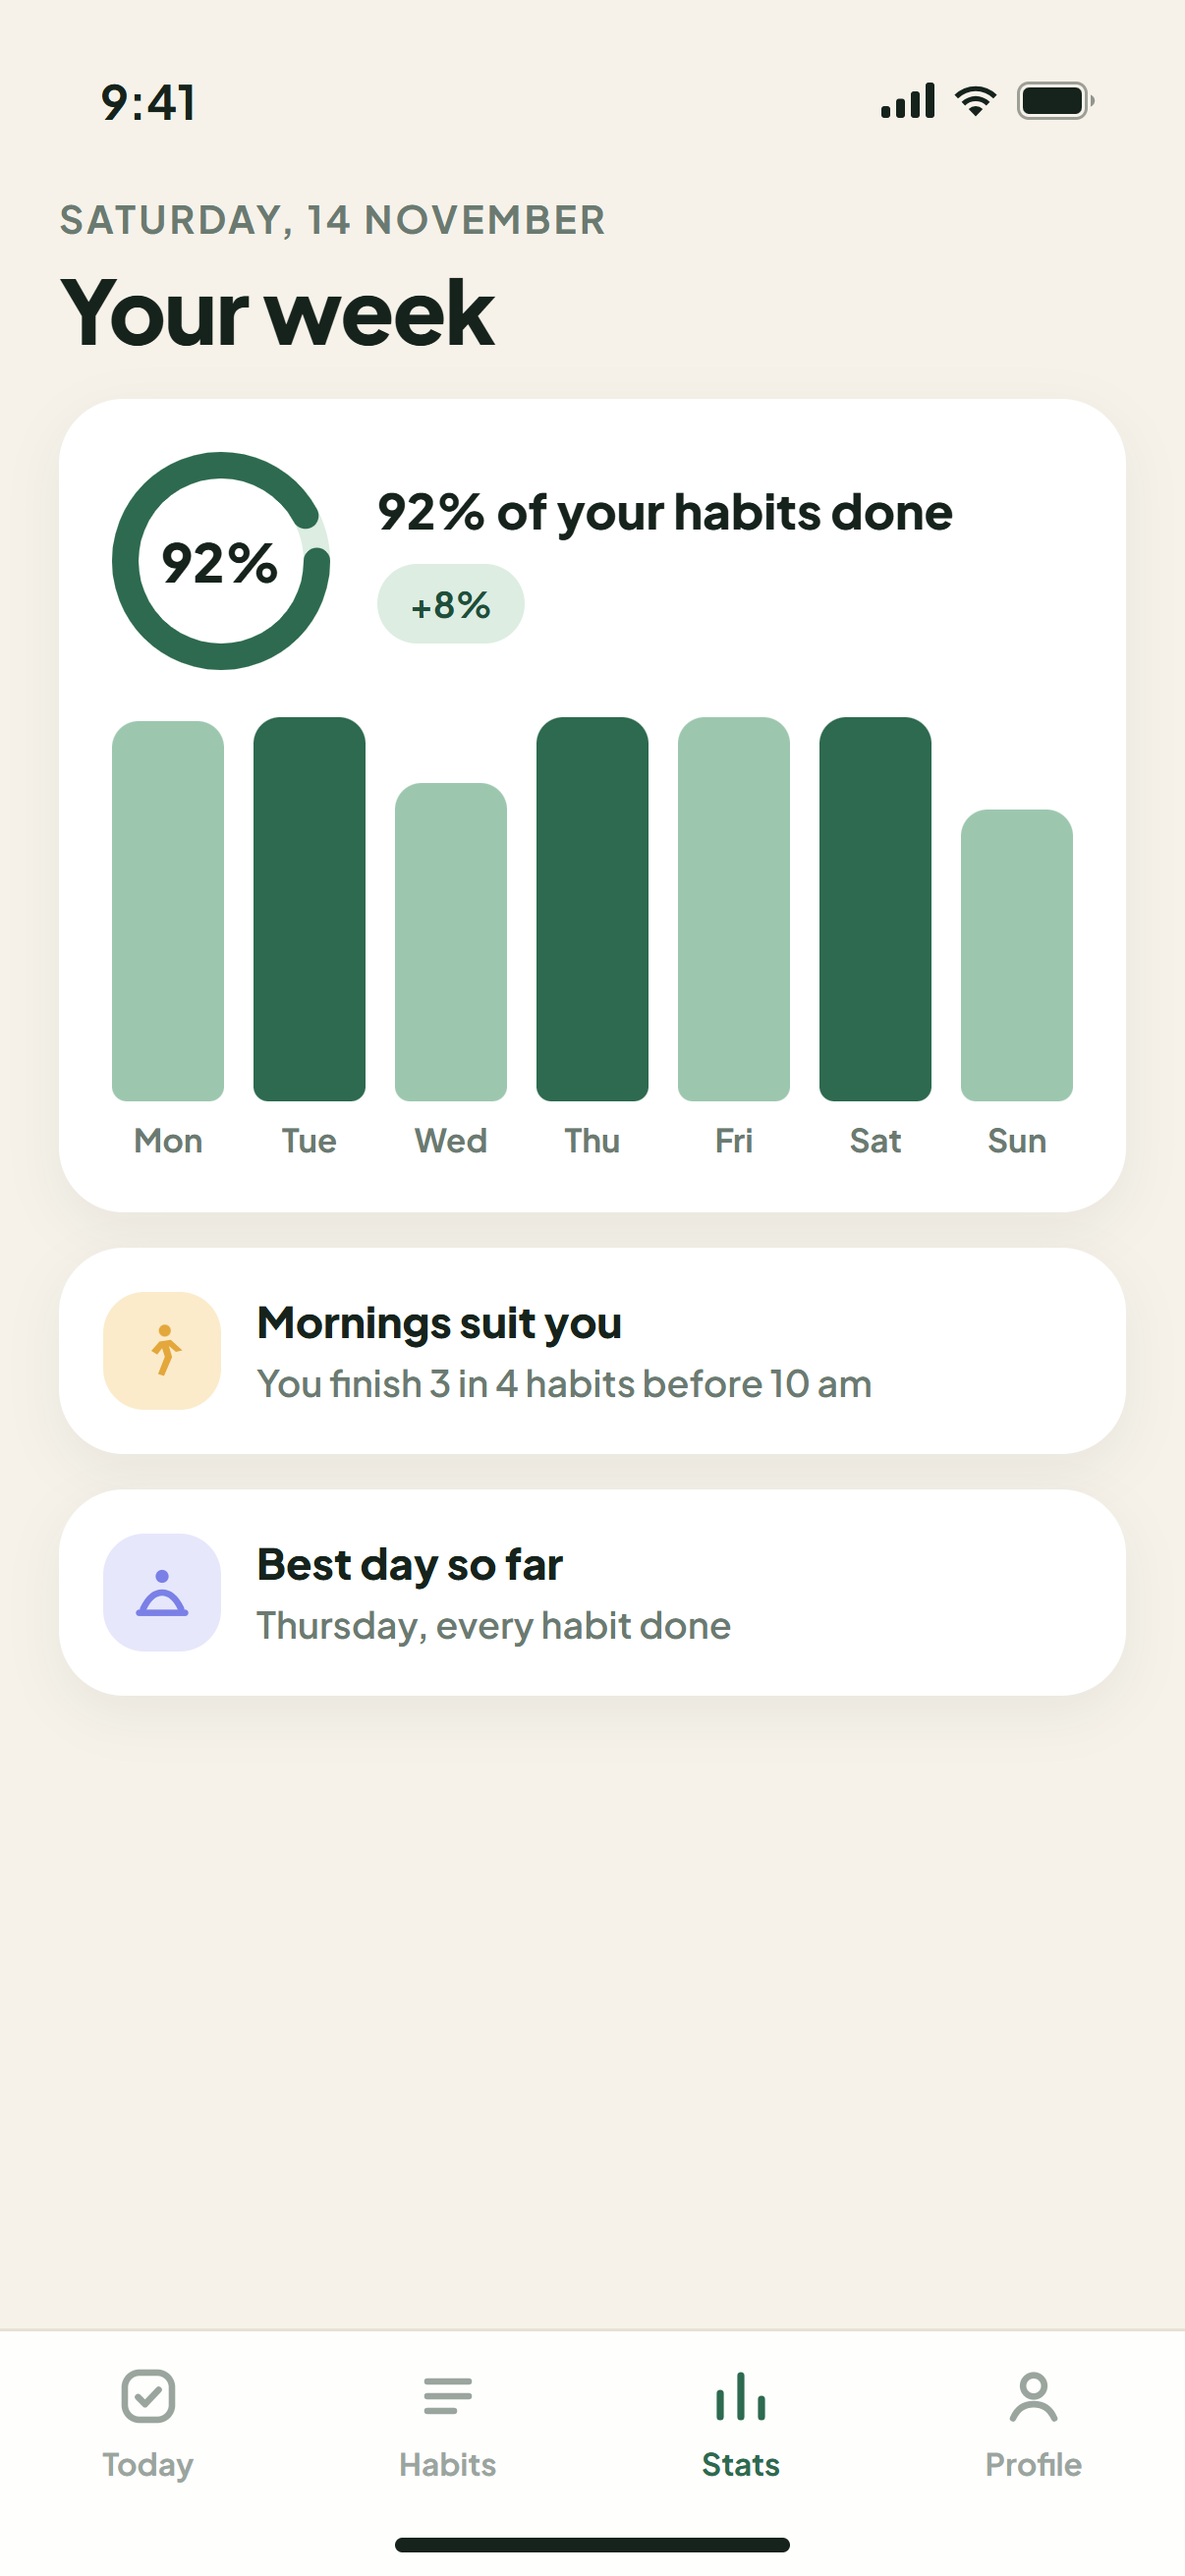 9:41
SATURDAY, 14 NOVEMBER
Your week
92%
92% of your habits done
+8%
Mon Tue Wed Thu Fri Sat Sun
Mornings suit you
You finish 3 in 4 habits before 10 am
Best day so far
Thursday, every habit done
Today Habits Stats Profile